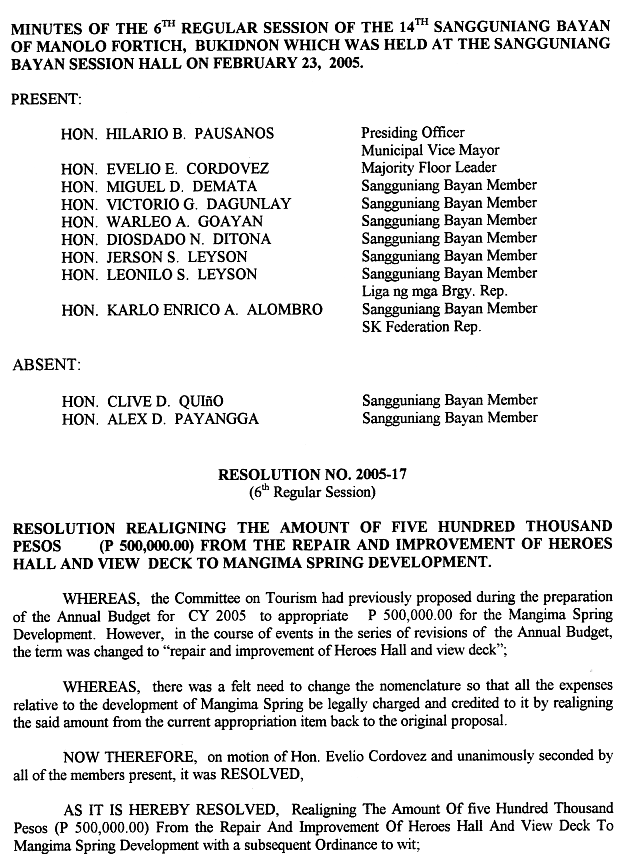 MINUTES OF THE 6TH REGULAR SESSION OF THE 14TH SANGGUNIANG BAYAN
OF MANOLO FORTICH, BUKIDNON WHICH WAS HELD AT THE SANGGUNIANG
BAYAN SESSION HALL ON FEBRUARY 23, 2005.
PRESENT:
HON. HILARIO B. PAUSANOS Presiding Officer
Municipal Vice Mayor
HON. EVELIO E. CORDOVEZ Majority Floor Leader
HON. MIGUEL D. DEMATA Sangguniang Bayan Member
HON. VICTORIO G. DAGUNLAY Sangguniang Bayan Member
HON. WARLEO A. GOAYAN Sangguniang Bayan Member
HON. DIOSDADO N. DITONA Sangguniang Bayan Member
HON. JERSON S. LEYSON Sangguniang Bayan Member
HON. LEONILO S. LEYSON Sangguniang Bayan Member
Liga ng mga Brgy. Rep.
HON. KARLO ENRICO A. ALOMBRO Sangguniang Bayan Member
SK Federation Rep.
ABSENT:
HON. CLIVE D. QUIñO Sangguniang Bayan Member
HON. ALEX D. PAYANGGA Sangguniang Bayan Member
RESOLUTION NO. 2005-17
(6th Regular Session)
RESOLUTION REALIGNING THE AMOUNT OF FIVE HUNDRED THOUSAND
PESOS (P 500,000.00) FROM THE REPAIR AND IMPROVEMENT OF HEROES
HALL AND VIEW DECK TO MANGIMA SPRING DEVELOPMENT.
WHEREAS, the Committee on Tourism had previously proposed during the preparation
of the Annual Budget for CY 2005 to appropriate P 500,000.00 for the Mangima Spring
Development. However, in the course of events in the series of revisions of the Annual Budget,
the term was changed to “repair and improvement of Heroes Hall and view deck”;
WHEREAS, there was a felt need to change the nomenclature so that all the expenses
relative to the development of Mangima Spring be legally charged and credited to it by realigning
the said amount from the current appropriation item back to the original proposal.
NOW THEREFORE, on motion of Hon. Evelio Cordovez and unanimously seconded by
all of the members present, it was RESOLVED,
AS IT IS HEREBY RESOLVED, Realigning The Amount Of five Hundred Thousand
Pesos (P 500,000.00) From the Repair And Improvement Of Heroes Hall And View Deck To
Mangima Spring Development with a subsequent Ordinance to wit;